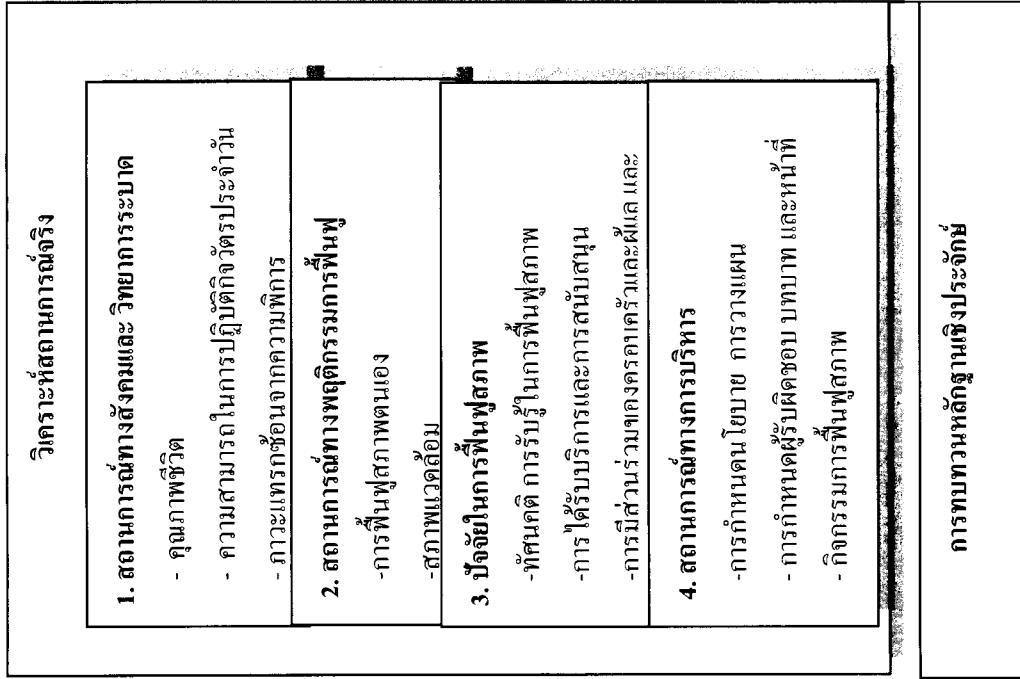 วิเคราะห์สถานการณ์จริง
1. สถานการณ์ทางสังคมและ วิทยาการระบาด
- คุณภาพชีวิต
- ความสามารถในการปฏิบัติกิจวัตรประจำวัน
- ภาวะแทรกซ้อนจากความพิการ
2. สถานการณ์ทางพฤติกรรมการฟื้นฟู
-การฟื้นฟูสภาพตนเอง
-สภาพแวดล้อม
3. ปัจจัยในการฟื้นฟูสภาพ
-ทัศนคติ การรับรู้ในการฟื้นฟูสภาพ
-การได้รับบริการและการสนับสนุน
-การมีส่วนร่วมของครอบครัวและผู้แล และ
4. สถานการณ์ทางการบริหาร
-การกำหนดนโยบาย การวางแผน
- การกำหนดผู้รับผิดชอบ บทบาท และหน้าที่
- กิจกรรมการฟื้นฟูสภาพ
การทบทวนหลักฐานเชิงประจักษ์